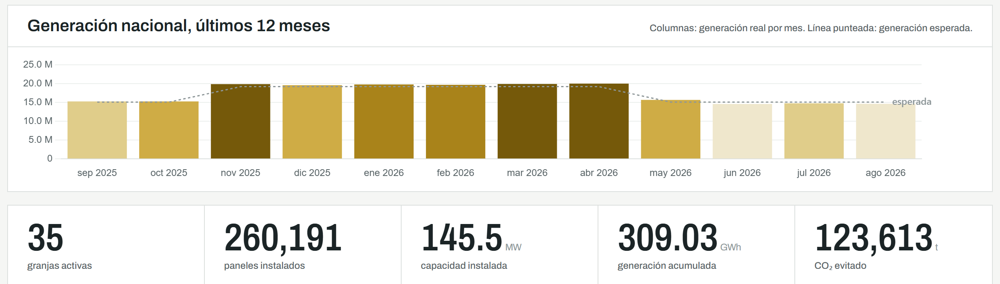 Generación nacional, últimos 12 meses
Columnas: generación real por mes. Línea punteada: generación esperada.
25.0 M
20.0 M
15.0 M
10.0 M
5.0 M
0
esperada
sep 2025 oct 2025 nov 2025 dic 2025 ene 2026 feb 2026 mar 2026 abr 2026 may 2026 jun 2026 jul 2026 ago 2026
35 260,191 145.5 MW 309.03 GWh 123,613 t
granjas activas paneles instalados capacidad instalada generación acumulada CO₂ evitado